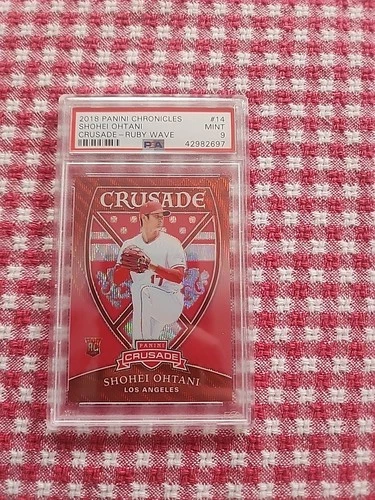 2018 PANINI CHRONICLES #14
SHOHEI OHTANI MINT
CRUSADE-RUBY WAVE 9
PSA 42982697
CRUSADE
17
RC
PANINI
CRUSADE
SHOHEI OHTANI
LOS ANGELES